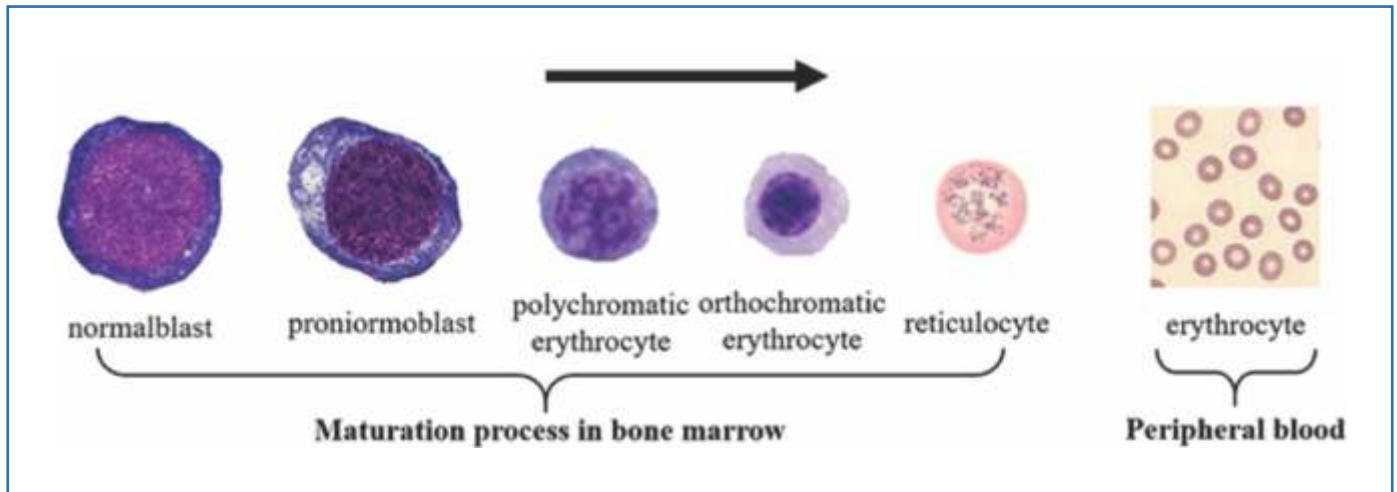 normalblast
proniormoblast
polychromatic
erythrocyte
orthochromatic
erythrocyte
reticulocyte
erythrocyte
Maturation process in bone marrow
Peripheral blood